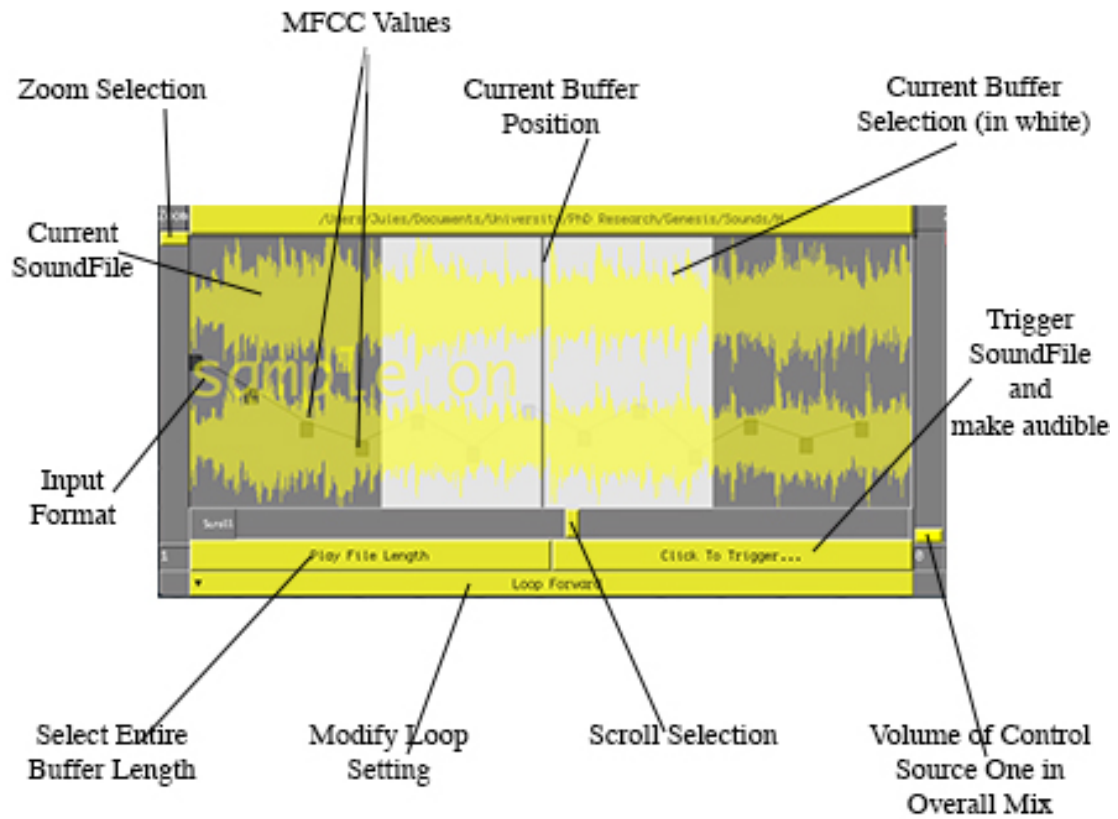 MFCC Values
Zoom Selection
Current Buffer
Position
Current Buffer
Selection (in white)
Zoom
/Users/Jules/Documents/University/PhD Research/Genesis/Sounds/M
Current
SoundFile
Trigger
SoundFile
and
make audible
sample on
Input
Format
Scroll
1
Play File Length
Click To Trigger...
0
▼
Loop Forward
Select Entire
Buffer Length
Modify Loop
Setting
Scroll Selection
Volume of Control
Source One in
Overall Mix